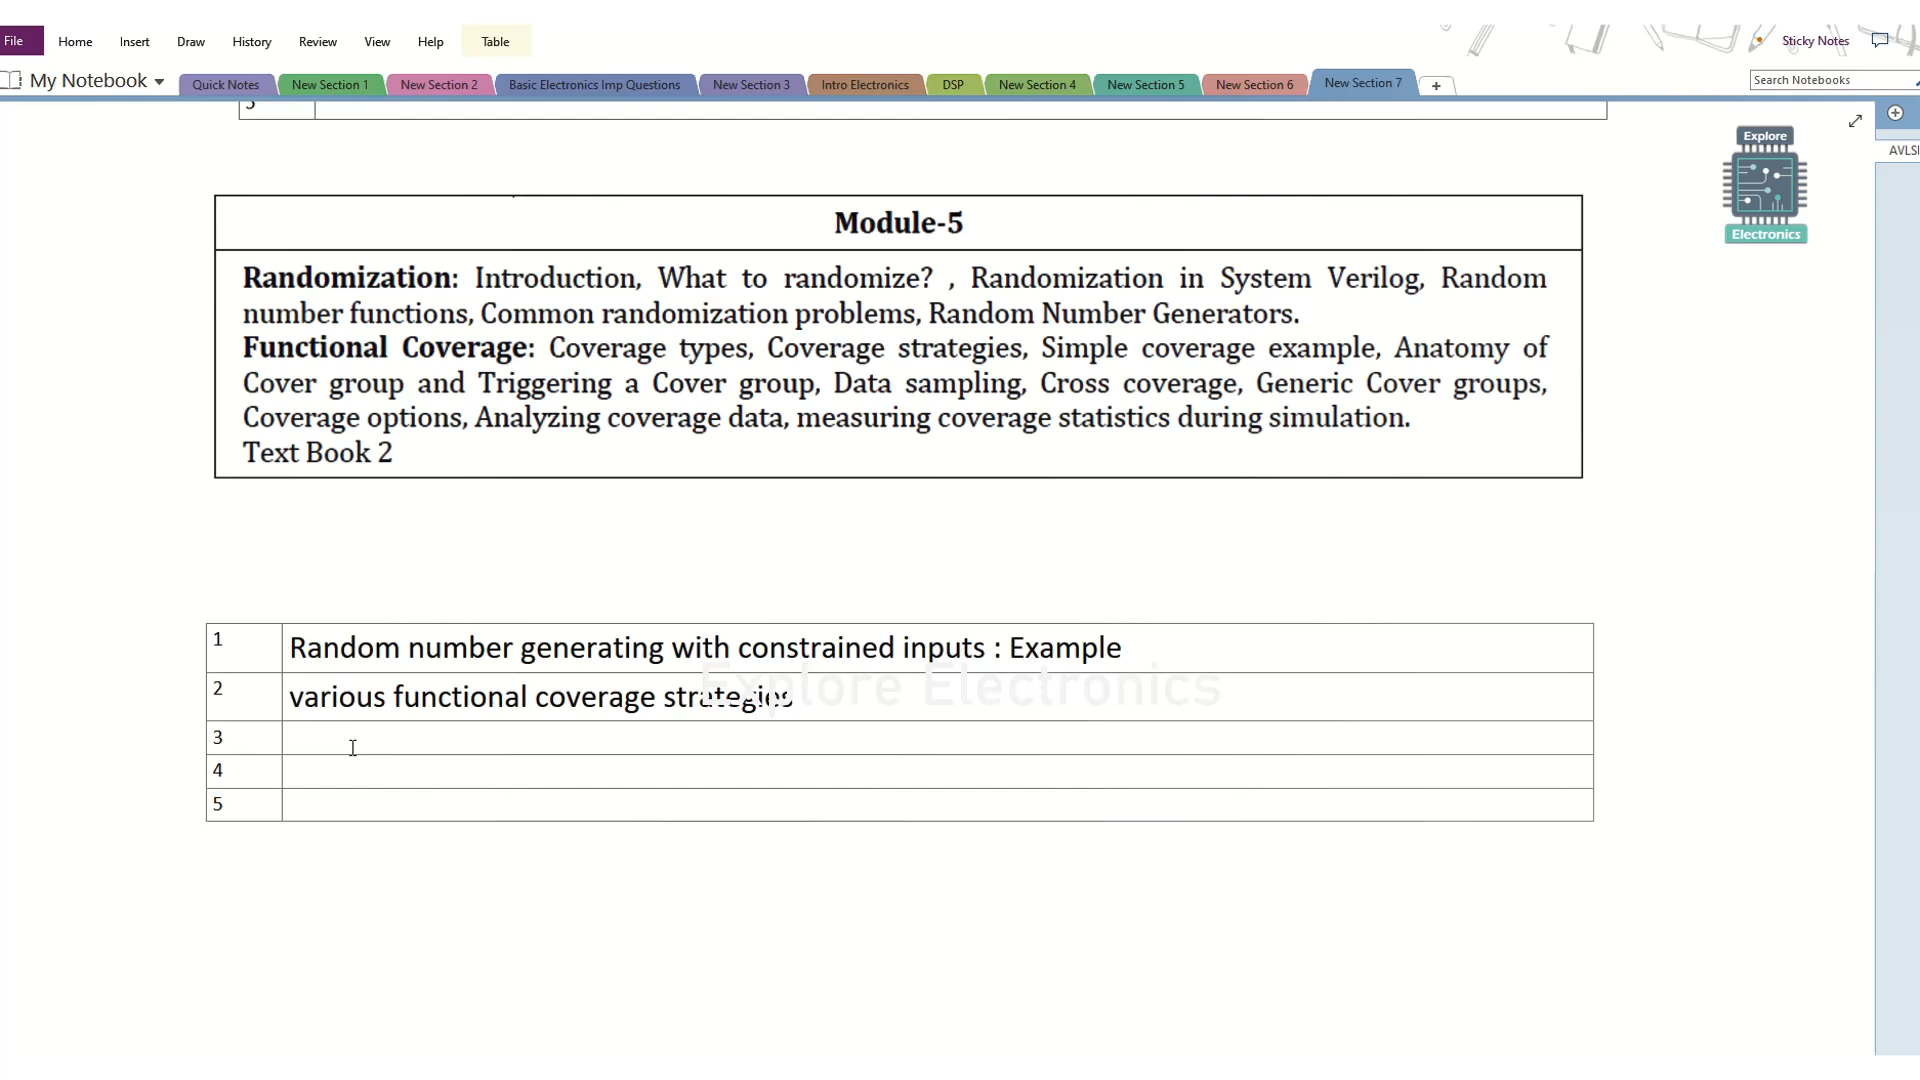 File Home Insert Draw History Review View Help Table Sticky Notes
My Notebook Quick Notes New Section 1 New Section 2 Basic Electronics Imp Questions New Section 3 Intro Electronics DSP New Section 4 New Section 5 New Section 6 New Section 7 + Search Notebooks
AVLSI
Explore
Electronics
Module-5
Randomization: Introduction, What to randomize? , Randomization in System Verilog, Random
number functions, Common randomization problems, Random Number Generators.
Functional Coverage: Coverage types, Coverage strategies, Simple coverage example, Anatomy of
Cover group and Triggering a Cover group, Data sampling, Cross coverage, Generic Cover groups,
Coverage options, Analyzing coverage data, measuring coverage statistics during simulation.
Text Book 2
1 Random number generating with constrained inputs : Example
2 various functional coverage strategies
Explore Electronics
3
4
5